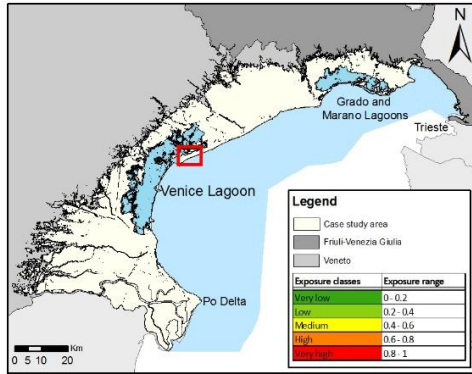 N
Grado and
Marano Lagoons
Trieste
Venice Lagoon
Po Delta
Km
0 5 10 20
Legend
Case study area
Friuli-Venezia Giulia
Veneto
Exposure classes Exposure range
Very low 0 - 0.2
Low 0.2 - 0.4
Medium 0.4 - 0.6
High 0.6 - 0.8
Very high 0.8 - 1